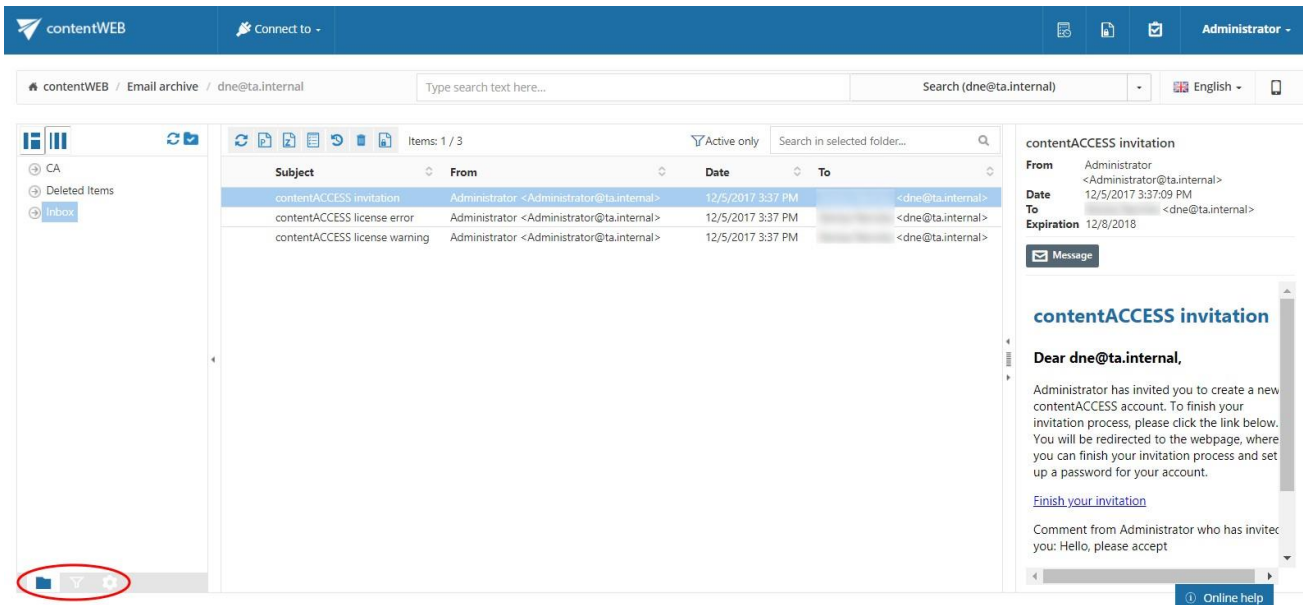 contentWEB
Connect to
Administrator
contentWEB / Email archive / dne@ta.internal
Type search text here...
Search (dne@ta.internal)
English
CA
Deleted Items
Inbox
Items: 1 / 3
Active only
Search in selected folder...
Subject From Date To
contentACCESS invitation Administrator <Administrator@ta.internal> 12/5/2017 3:37 PM <dne@ta.internal>
contentACCESS license error Administrator <Administrator@ta.internal> 12/5/2017 3:37 PM <dne@ta.internal>
contentACCESS license warning Administrator <Administrator@ta.internal> 12/5/2017 3:37 PM <dne@ta.internal>
contentACCESS invitation
From Administrator
<Administrator@ta.internal>
Date 12/5/2017 3:37:09 PM
To <dne@ta.internal>
Expiration 12/8/2018
Message
contentACCESS invitation
Dear dne@ta.internal,
Administrator has invited you to create a new
contentACCESS account. To finish your
invitation process, please click the link below.
You will be redirected to the webpage, where
you can finish your invitation process and set
up a password for your account.
Finish your invitation
Comment from Administrator who has invited
you: Hello, please accept
Online help